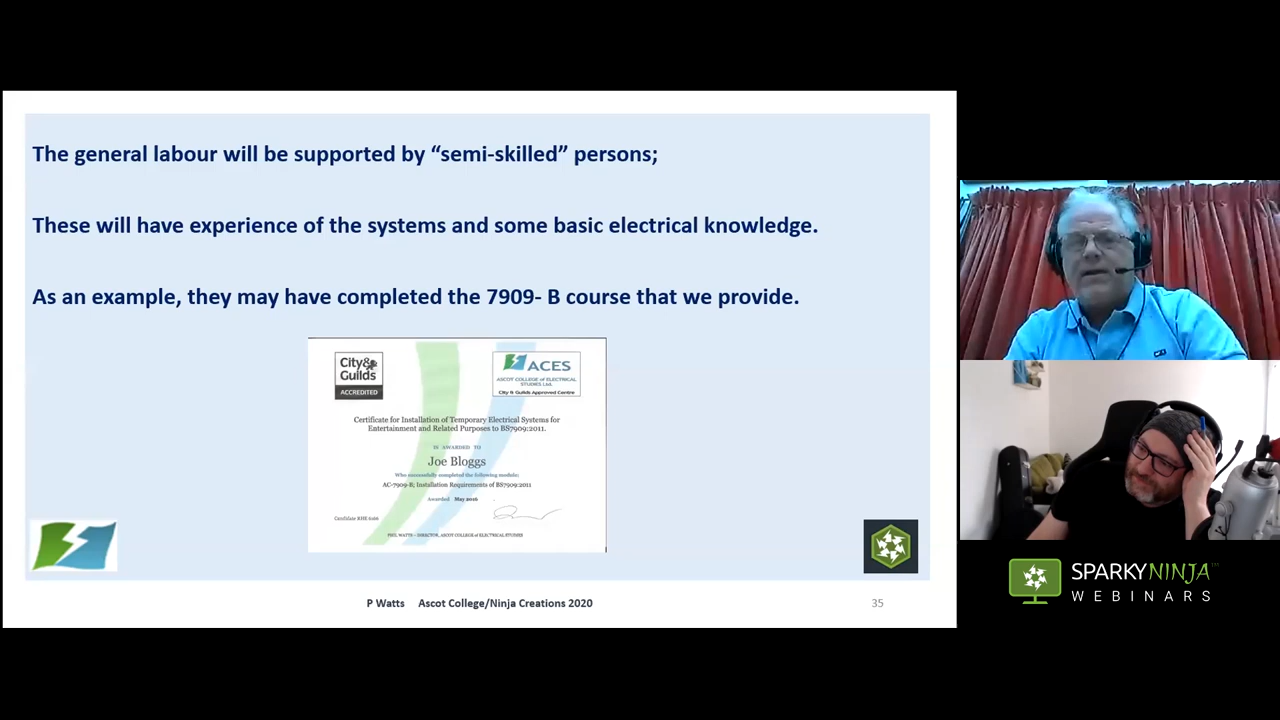 The general labour will be supported by “semi-skilled” persons;
These will have experience of the systems and some basic electrical knowledge.
As an example, they may have completed the 7909- B course that we provide.
City&
Guilds
ACCREDITED
ACES
ASCOT COLLEGE OF ELECTRICAL
STUDIES Ltd.
City & Guilds Approved Centre
Certificate for Installation of Temporary Electrical Systems for
Entertainment and Related Purposes to BS7909:2011.
IS AWARDED TO
Joe Bloggs
Who successfully completed the following module:
AC-7909-B; Installation Requirements of BS7909:2011
Awarded May 2016
Candidate
PHIL WATTS – DIRECTOR, ASCOT COLLEGE of ELECTRICAL STUDIES
P Watts Ascot College/Ninja Creations 2020
35
SPARKYNINJA™
WEBINARS